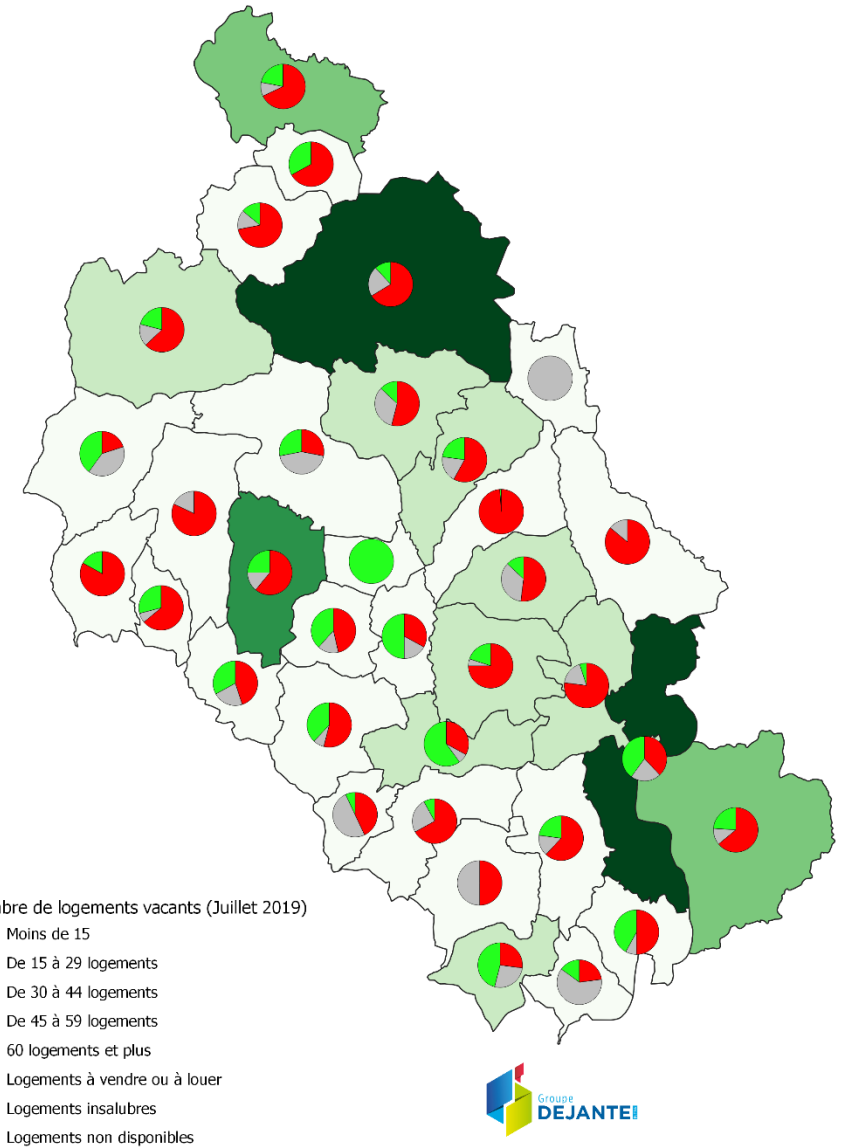 bre de logements vacants (Juillet 2019)
Moins de 15
De 15 à 29 logements
De 30 à 44 logements
De 45 à 59 logements
60 logements et plus
Logements à vendre ou à louer
Logements insalubres
Logements non disponibles
Groupe
DEJANTE